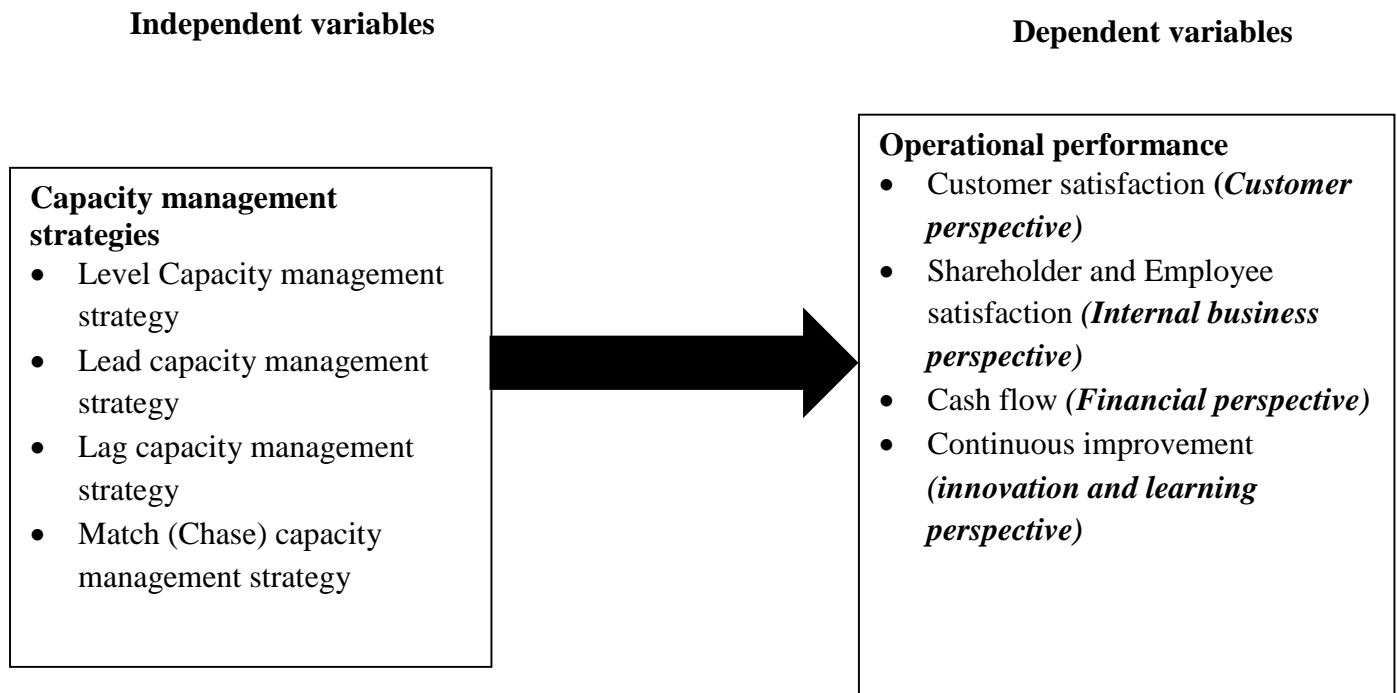 Independent variables
Dependent variables
Capacity management
strategies
• Level Capacity management
strategy
• Lead capacity management
strategy
• Lag capacity management
strategy
• Match (Chase) capacity
management strategy
Operational performance
• Customer satisfaction (Customer
perspective)
• Shareholder and Employee
satisfaction (Internal business
perspective)
• Cash flow (Financial perspective)
• Continuous improvement
(innovation and learning
perspective)